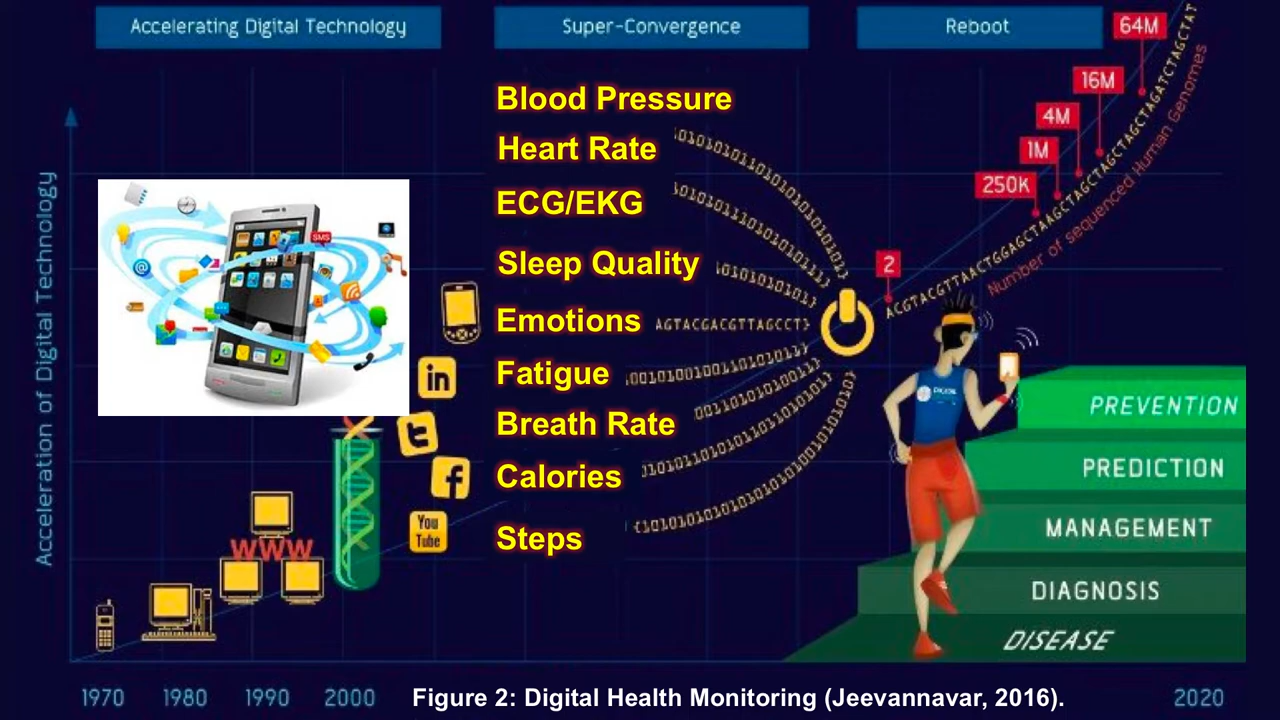 Accelerating Digital Technology
Super-Convergence
Reboot
64M
16M
4M
1M
250K
2
Number of sequenced Human Genomes
Acceleration of Digital Technology
Blood Pressure
Heart Rate
ECG/EKG
Sleep Quality
Emotions
Fatigue
Breath Rate
Calories
Steps
SMS
@
in
t
f
You
Tube
WWW
PREVENTION
PREDICTION
MANAGEMENT
DIAGNOSIS
DISEASE
1970
1980
1990
2000
Figure 2: Digital Health Monitoring (Jeevannavar, 2016).
2020